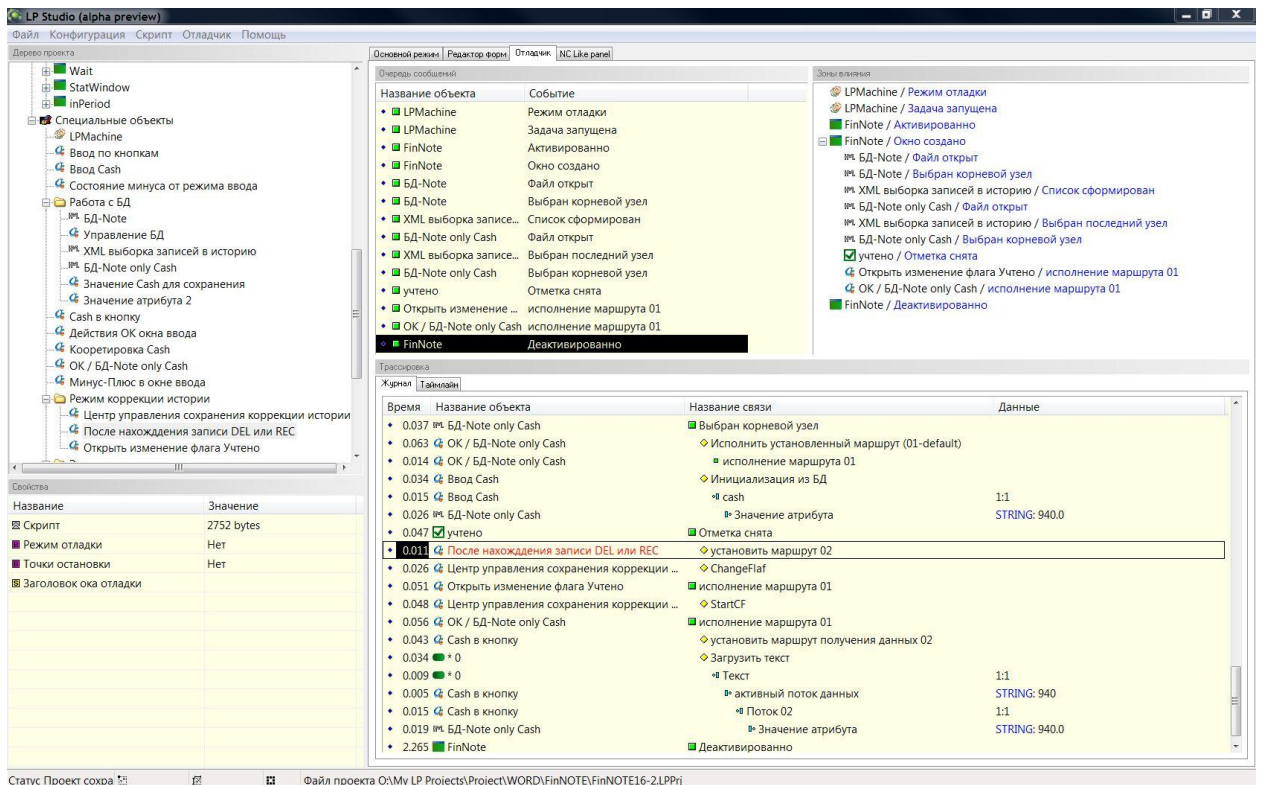 LP Studio (alpha preview)
Файл Конфигурация Скрипт Отладчик Помощь
Дерево проекта
Wait
StatWindow
inPeriod
Специальные объекты
LPMachine
Ввод по кнопкам
Ввод Cash
Состояние минуса от режима ввода
Работа с БД
БД-Note
Управление БД
XML выборка записей в историю
БД-Note only Cash
Значение Cash для сохранения
Значение атрибута 2
Cash в кнопку
Действия ОК окна ввода
Кооретировка Cash
OK / БД-Note only Cash
Минус-Плюс в окне ввода
Режим коррекции истории
Центр управления сохранения коррекции истории
После нахожддения записи DEL или REC
Открыть изменение флага Учтено
Свойства
Название Значение
Скрипт 2752 bytes
Режим отладки Нет
Точки остановки Нет
Заголовок ока отладки
Основной режим Редактор форм Отладчик NC Like panel
Очередь сообщений
Название объекта Событие
LPMachine Режим отладки
LPMachine Задача запущена
FinNote Активированно
FinNote Окно создано
БД-Note Файл открыт
БД-Note Выбран корневой узел
XML выборка записе... Список сформирован
БД-Note only Cash Файл открыт
XML выборка записе... Выбран последний узел
БД-Note only Cash Выбран корневой узел
учтено Отметка снята
Открыть изменение ... исполнение маршрута 01
ОК / БД-Note only Cash исполнение маршрута 01
FinNote Деактивированно
Зоны влияния
LPMachine / Режим отладки
LPMachine / Задача запущена
FinNote / Активированно
FinNote / Окно создано
БД-Note / Файл открыт
БД-Note / Выбран корневой узел
XML выборка записей в историю / Список сформирован
БД-Note only Cash / Файл открыт
XML выборка записей в историю / Выбран последний узел
БД-Note only Cash / Выбран корневой узел
учтено / Отметка снята
Открыть изменение флага Учтено / исполнение маршрута 01
ОК / БД-Note only Cash / исполнение маршрута 01
FinNote / Деактивированно
Трассировка
Журнал Таймлайн
Время Название объекта Название связи Данные
0.037 БД-Note only Cash Выбран корневой узел
0.063 ОК / БД-Note only Cash Исполнить установленный маршрут (01-default)
0.014 ОК / БД-Note only Cash исполнение маршрута 01
0.034 Ввод Cash Инициализация из БД
0.015 Ввод Cash cash 1:1
0.026 БД-Note only Cash Значение атрибута STRING: 940.0
0.047 учтено Отметка снята
0.011 После нахожддения записи DEL или REC установить маршрут 02
0.026 Центр управления сохранения коррекции ... ChangeFlaf
0.051 Открыть изменение флага Учтено исполнение маршрута 01
0.048 Центр управления сохранения коррекции ... StartCF
0.056 ОК / БД-Note only Cash исполнение маршрута 01
0.043 Cash в кнопку установить маршрут получения данных 02
0.034 * 0 Загрузить текст
0.009 * 0 Текст 1:1
0.005 Cash в кнопку активный поток данных STRING: 940
0.015 Cash в кнопку Поток 02 1:1
0.019 БД-Note only Cash Значение атрибута STRING: 940.0
2.265 FinNote Деактивированно
Статус Проект сохра Файл проекта O:\My LP Projects\Project\WORD\FinNOTE\FinNOTE16-2.LPPrj